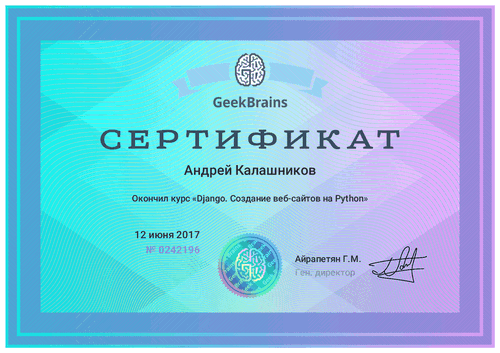 GeekBrains
СЕРТИФИКАТ
Андрей Калашников
Окончил курс «Django. Создание веб-сайтов на Python»
12 июня 2017
№ 0242196
Айрапетян Г.М.
Ген. директор